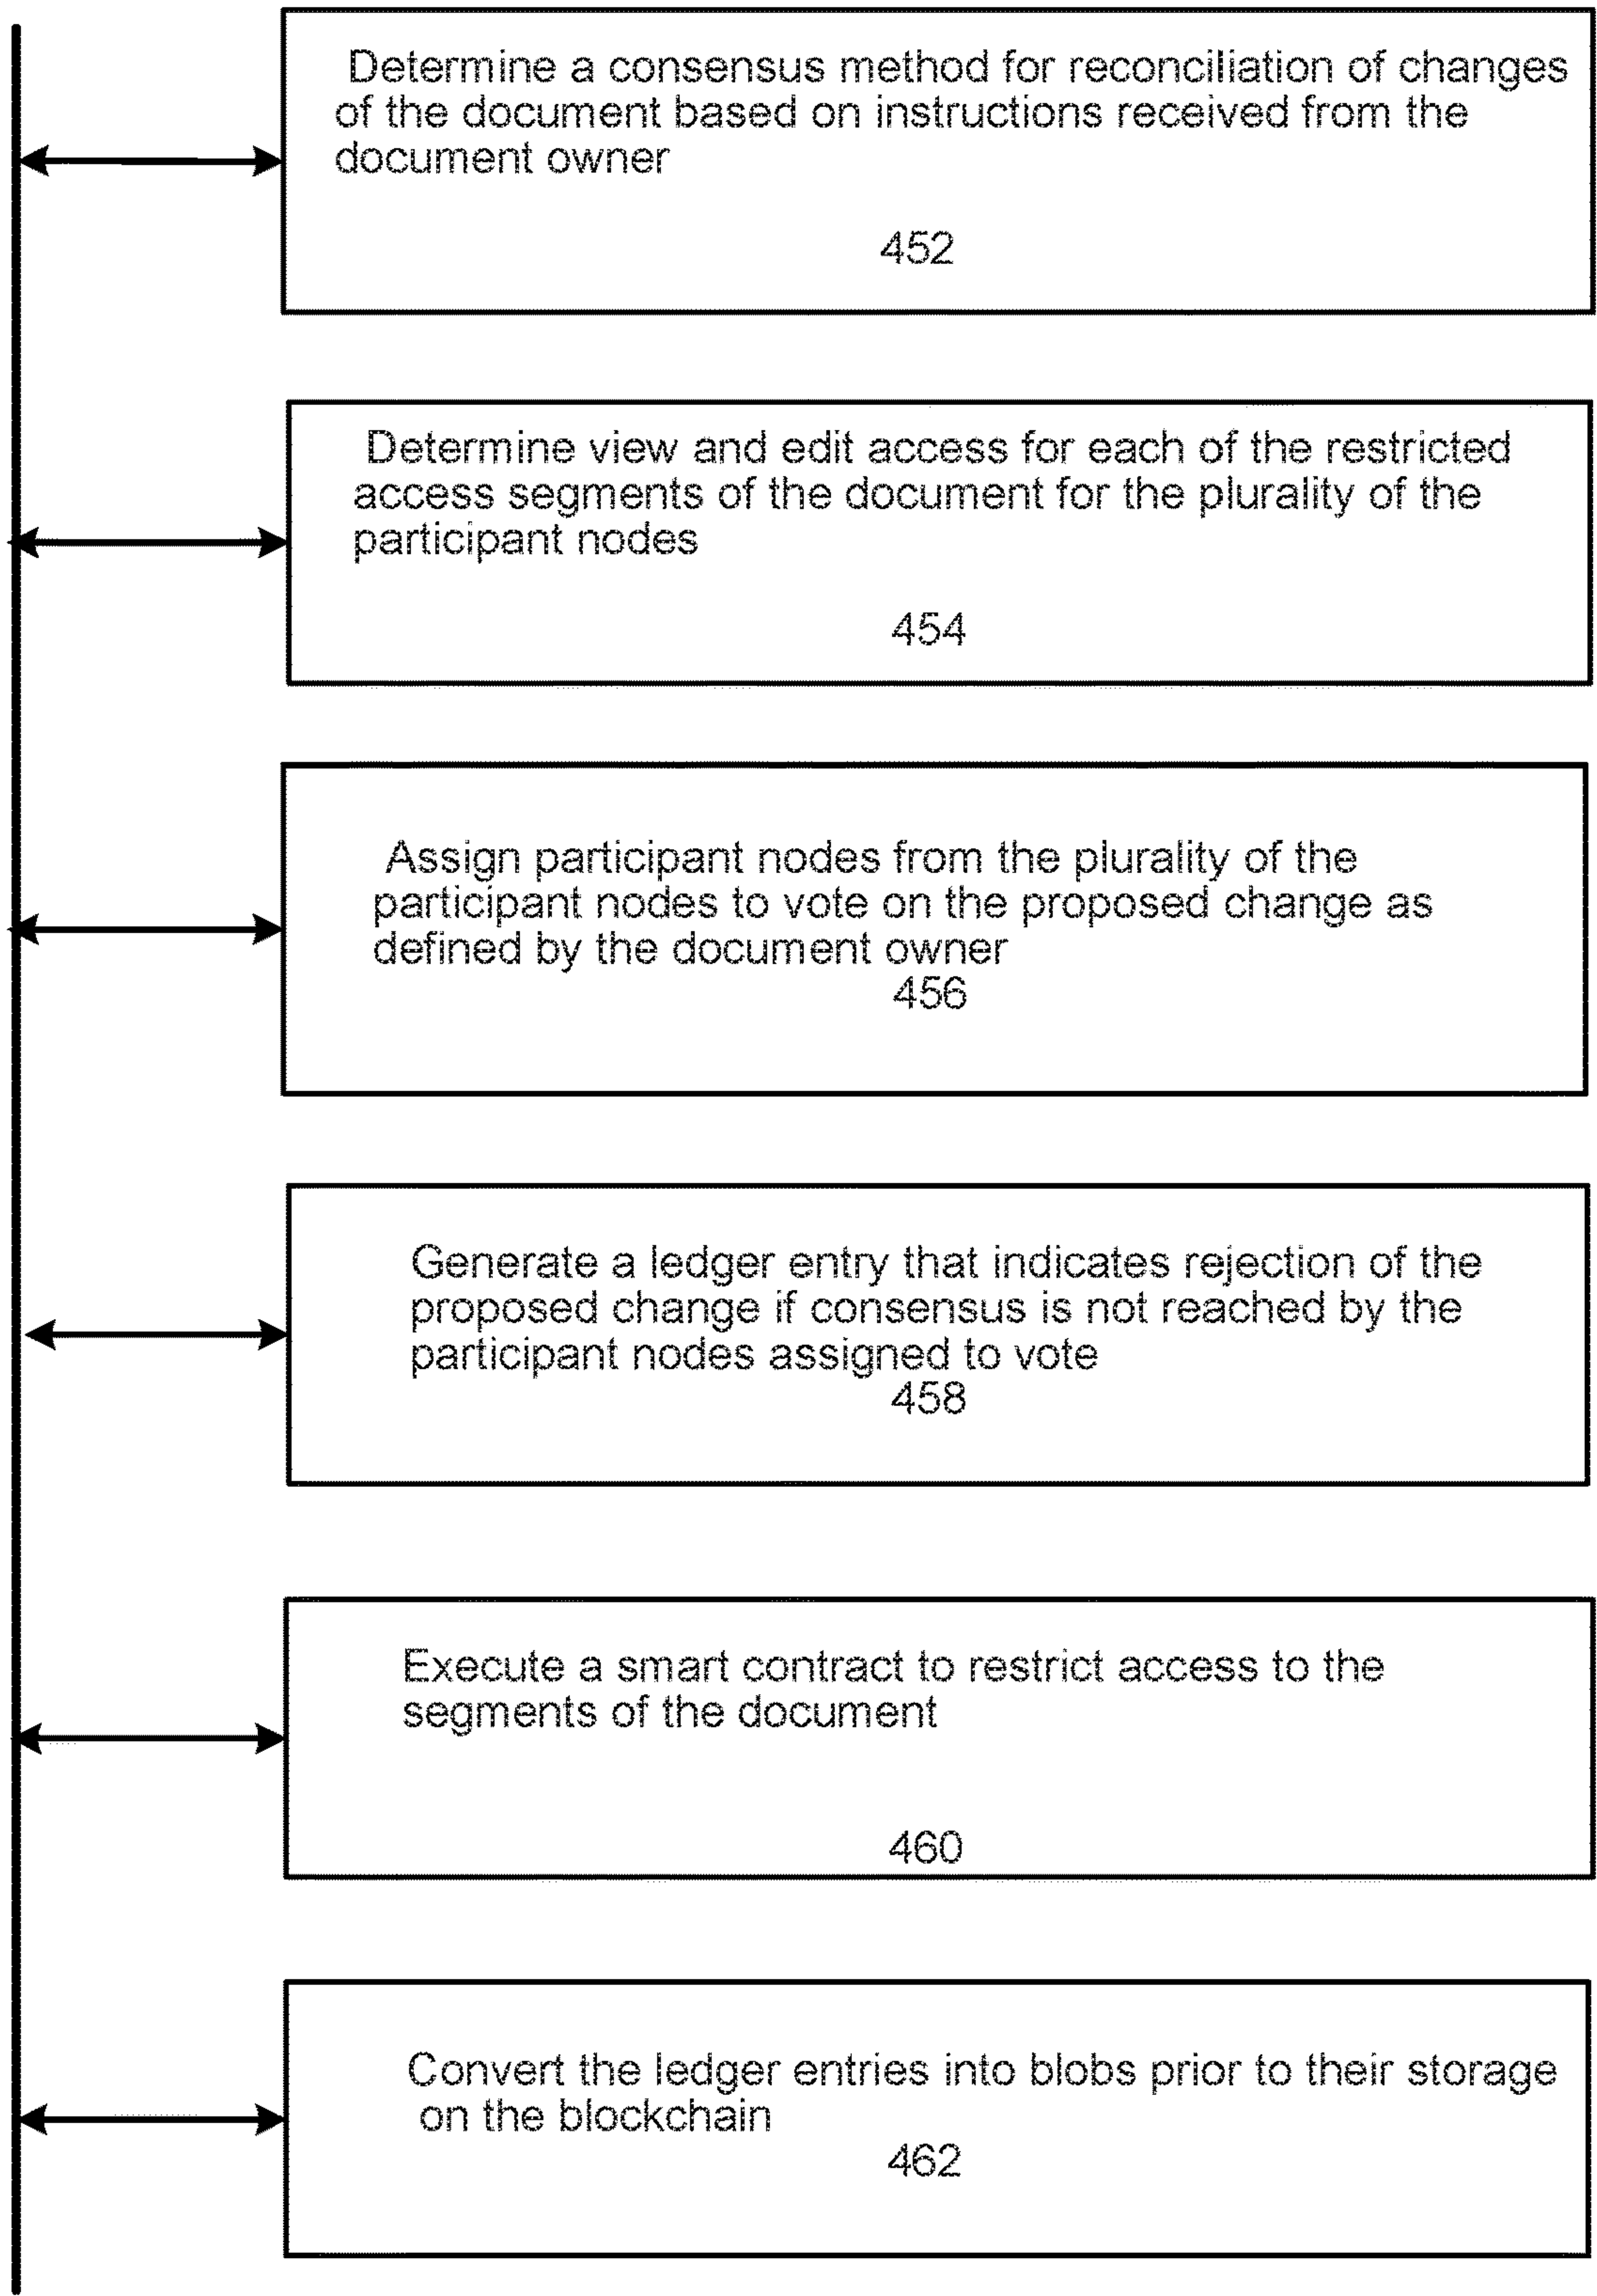 Determine a consensus method for reconciliation of changes
of the document based on instructions received from the
document owner
452
Determine view and edit access for each of the restricted
access segments of the document for the plurality of the
participant nodes
454
Assign participant nodes from the plurality of the
participant nodes to vote on the proposed change as
defined by the document owner
456
Generate a ledger entry that indicates rejection of the
proposed change if consensus is not reached by the
participant nodes assigned to vote
458
Execute a smart contract to restrict access to the
segments of the document
460
Convert the ledger entries into blobs prior to their storage
on the blockchain
462